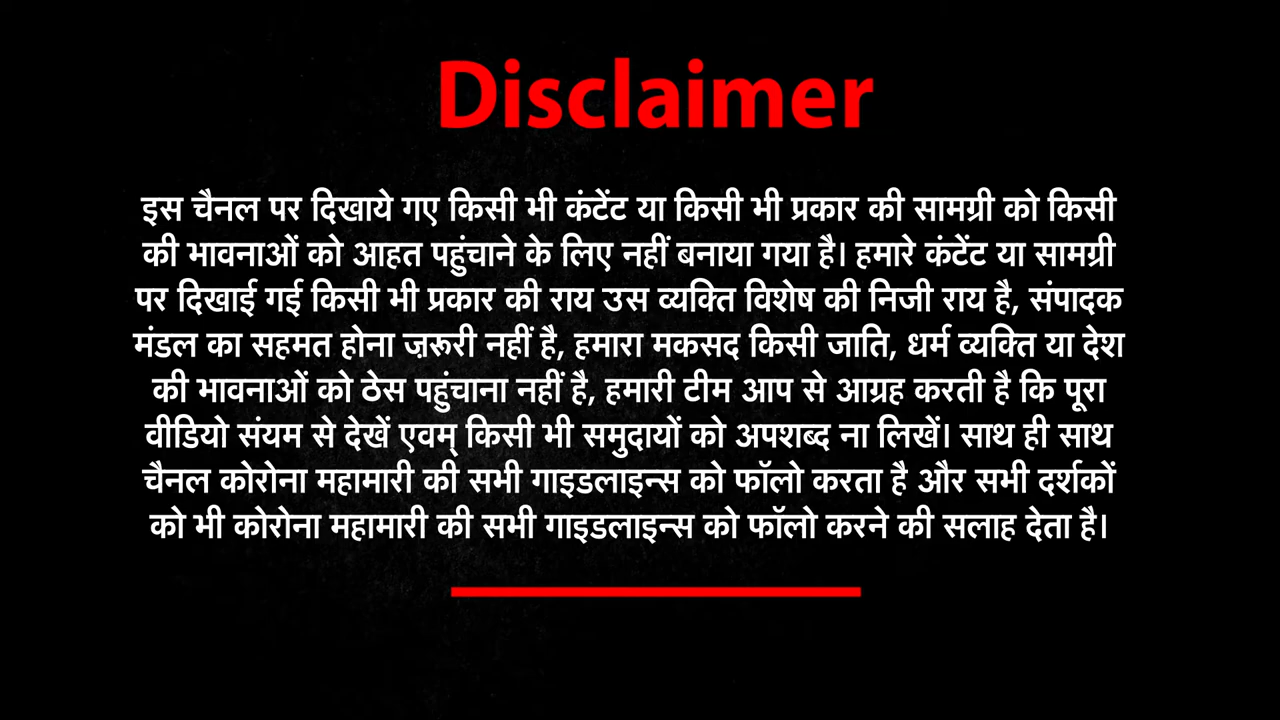 Disclaimer
इस चैनल पर दिखाये गए किसी भी कंटेंट या किसी भी प्रकार की सामग्री को किसी
की भावनाओं को आहत पहुंचाने के लिए नहीं बनाया गया है। हमारे कंटेंट या सामग्री
पर दिखाई गई किसी भी प्रकार की राय उस व्यक्ति विशेष की निजी राय है, संपादक
मंडल का सहमत होना ज़रूरी नहीं है, हमारा मकसद किसी जाति, धर्म व्यक्ति या देश
की भावनाओं को ठेस पहुंचाना नहीं है, हमारी टीम आप से आग्रह करती है कि पूरा
वीडियो संयम से देखें एवम् किसी भी समुदायों को अपशब्द ना लिखें। साथ ही साथ
चैनल कोरोना महामारी की सभी गाइडलाइन्स को फॉलो करता है और सभी दर्शकों
को भी कोरोना महामारी की सभी गाइडलाइन्स को फॉलो करने की सलाह देता है।